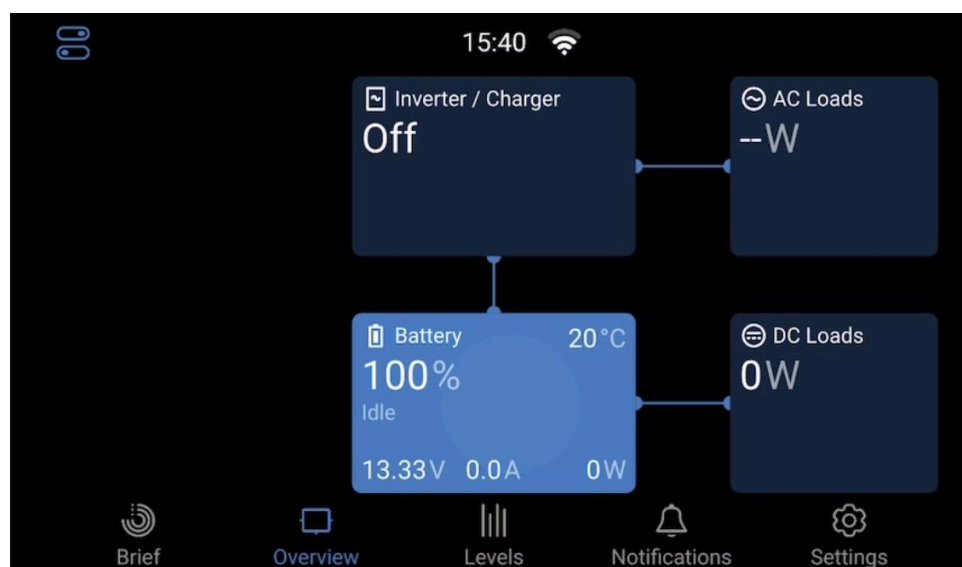 15:40
Inverter / Charger
Off
AC Loads
--W
Battery
20°C
100%
Idle
13.33V 0.0A 0W
DC Loads
0W
Brief
Overview
Levels
Notifications
Settings